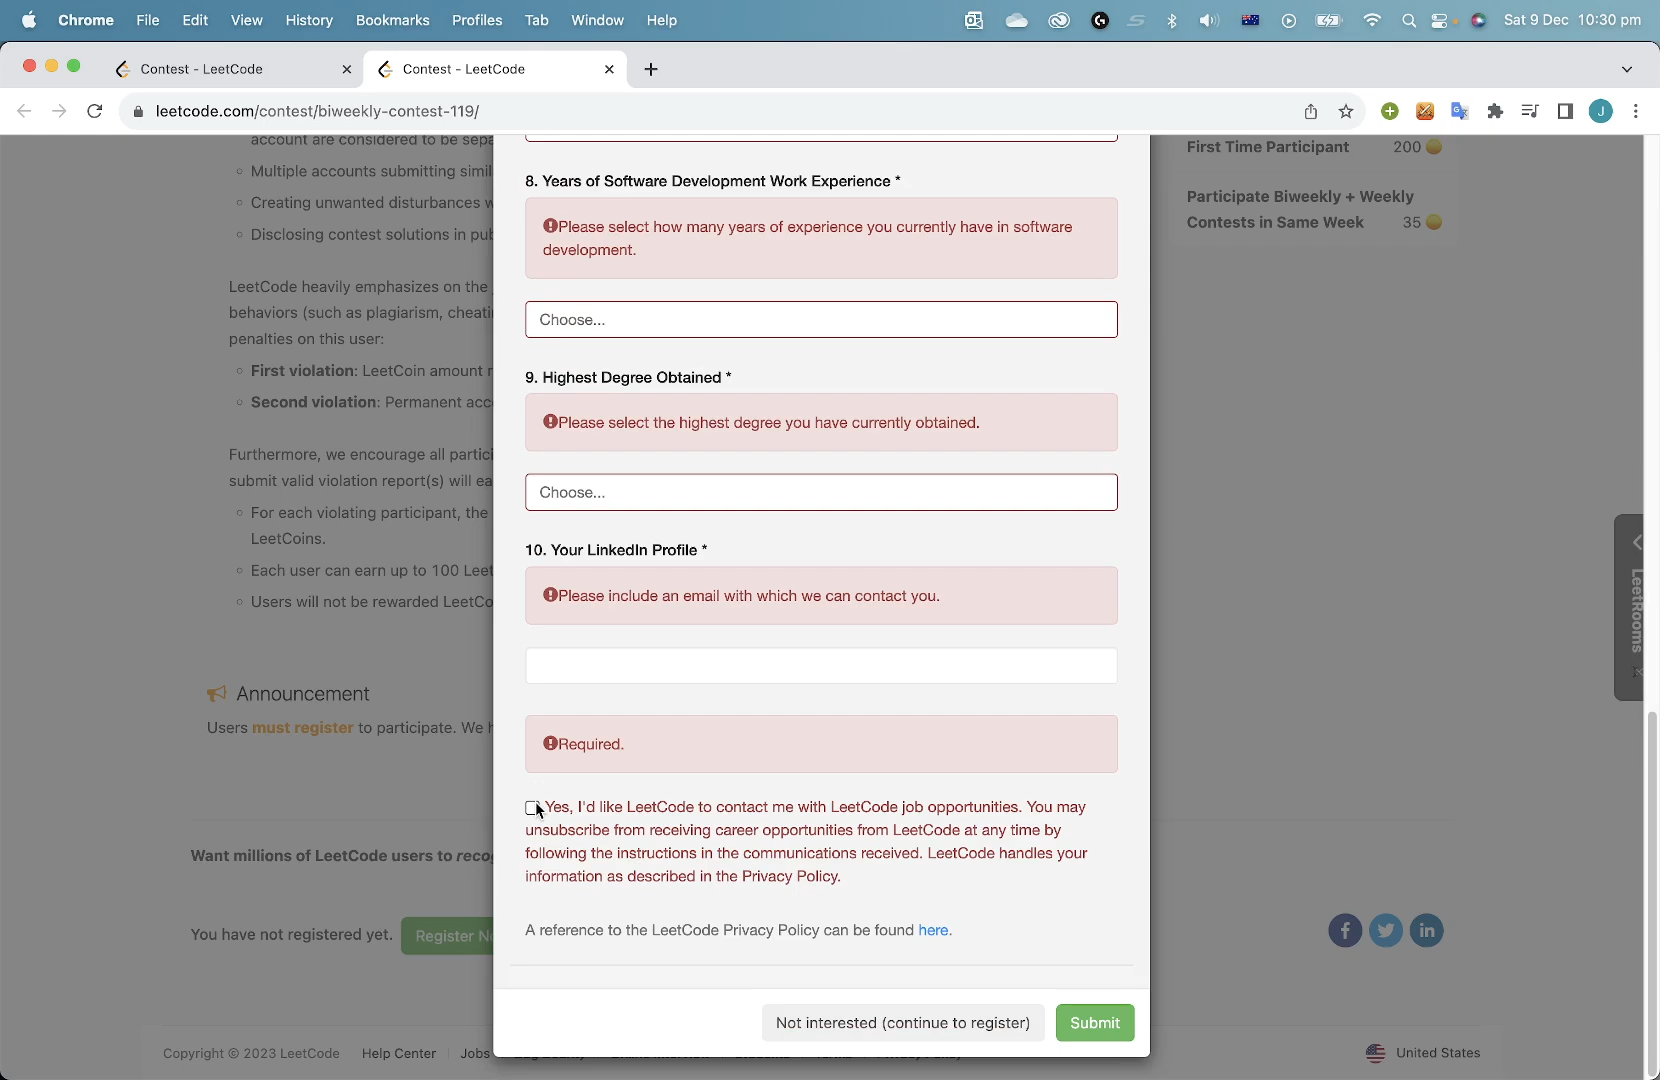 Chrome File Edit View History Bookmarks Profiles Tab Window Help Sat 9 Dec 10:30 pm
Contest - LeetCode
Contest - LeetCode
leetcode.com/contest/biweekly-contest-119/
J
account are considered to be sepa
Multiple accounts submitting simil
Creating unwanted disturbances w
Disclosing contest solutions in pub
LeetCode heavily emphasizes on the
behaviors (such as plagiarism, cheatin
penalties on this user:
First violation: LeetCoin amount r
Second violation: Permanent acc
Furthermore, we encourage all partici
submit valid violation report(s) will ea
For each violating participant, the
LeetCoins.
Each user can earn up to 100 Leet
Users will not be rewarded LeetCo
Announcement
Users must register to participate. We h
Want millions of LeetCode users to reco
You have not registered yet. Register No
8. Years of Software Development Work Experience *
Please select how many years of experience you currently have in software
development.
Choose...
9. Highest Degree Obtained *
Please select the highest degree you have currently obtained.
Choose...
10. Your LinkedIn Profile *
Please include an email with which we can contact you.
Required.
Yes, I'd like LeetCode to contact me with LeetCode job opportunities. You may
unsubscribe from receiving career opportunities from LeetCode at any time by
following the instructions in the communications received. LeetCode handles your
information as described in the Privacy Policy.
A reference to the LeetCode Privacy Policy can be found here.
Not interested (continue to register) Submit
First Time Participant 200
Participate Biweekly + Weekly
Contests in Same Week 35
LeetRooms
Copyright © 2023 LeetCode Help Center Jobs
United States